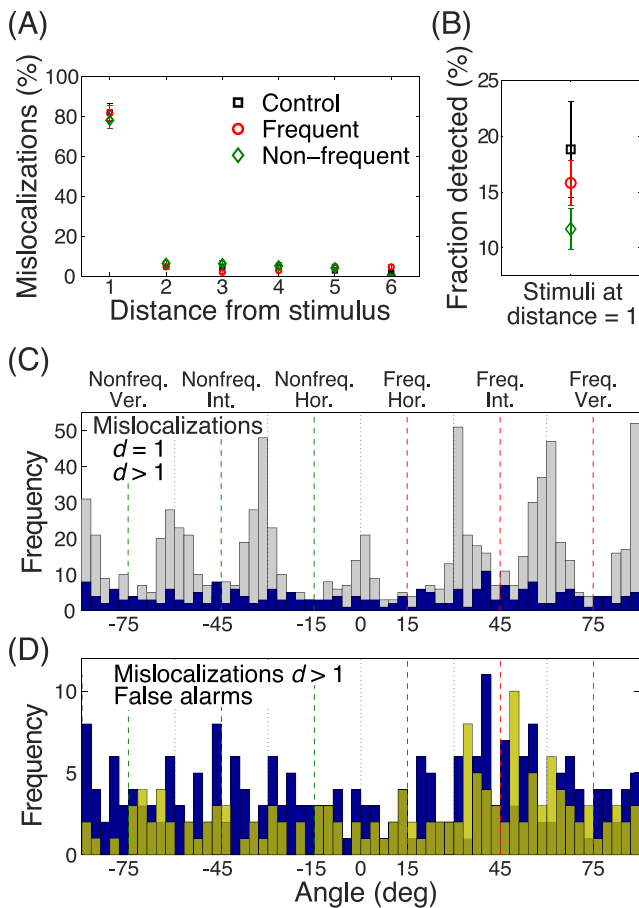 (A)
Mislocalizations (%)
100
80
60
40
20
0
Control
Frequent
Non-frequent
1 2 3 4 5 6
Distance from stimulus
(B)
Fraction detected (%)
25
20
15
10
Stimuli at
distance = 1
(C)
Nonfreq. Nonfreq. Nonfreq. Freq. Freq. Freq.
Ver. Int. Hor. Hor. Int. Ver.
Mislocalizations
d = 1
d > 1
Frequency
50
40
30
20
10
0
-75 -45 -15 0 15 45 75
(D)
Mislocalizations d > 1
False alarms
Frequency
10
5
0
-75 -45 -15 0 15 45 75
Angle (deg)